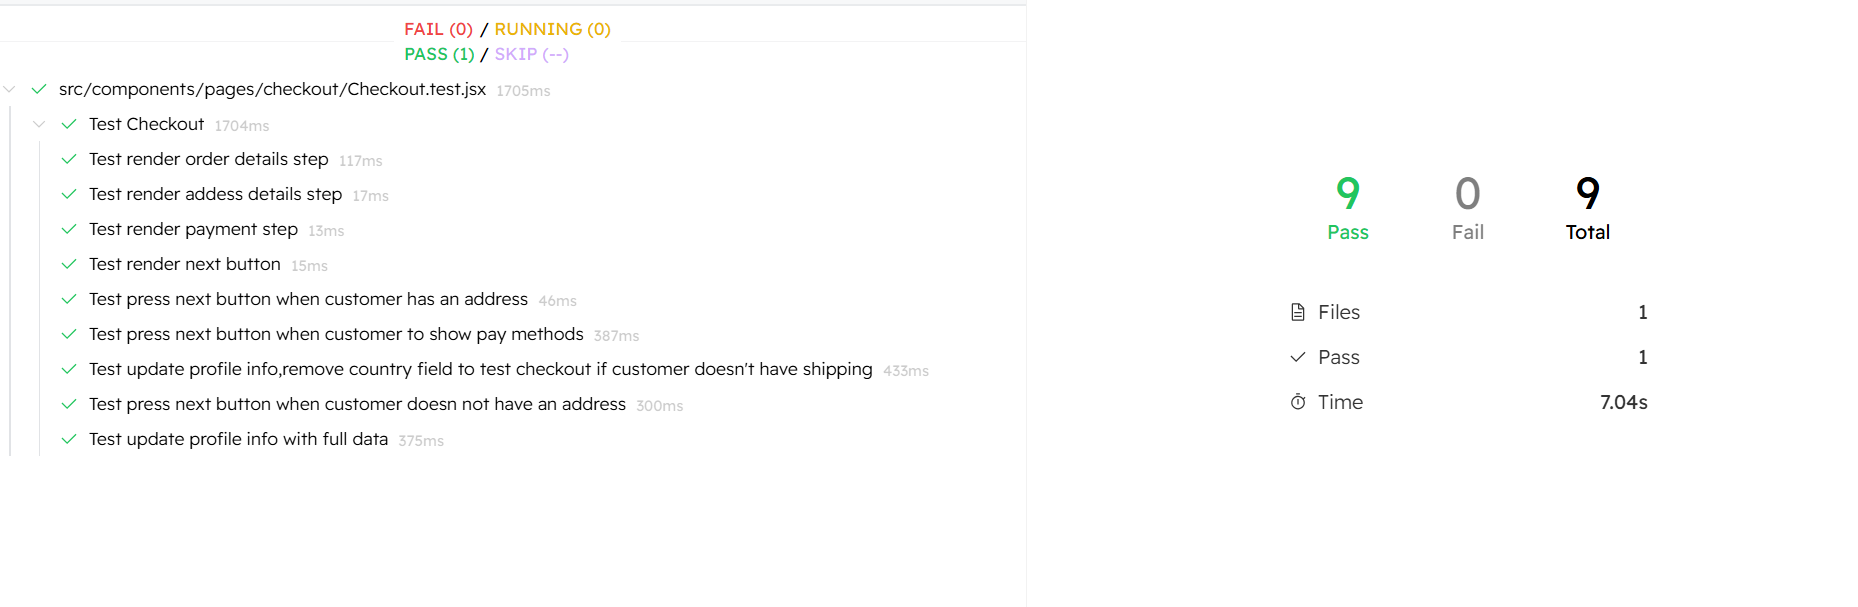 FAIL (0) / RUNNING (0)
PASS (1) / SKIP (--)
src/components/pages/checkout/Checkout.test.jsx 1705ms
Test Checkout 1704ms
Test render order details step 117ms
Test render addess details step 17ms
Test render payment step 13ms
Test render next button 15ms
Test press next button when customer has an address 46ms
Test press next button when customer to show pay methods 387ms
Test update profile info,remove country field to test checkout if customer doesn't have shipping 433ms
Test press next button when customer doesn not have an address 300ms
Test update profile info with full data 375ms
9 0 9
Pass Fail Total
Files 1
Pass 1
Time 7.04s